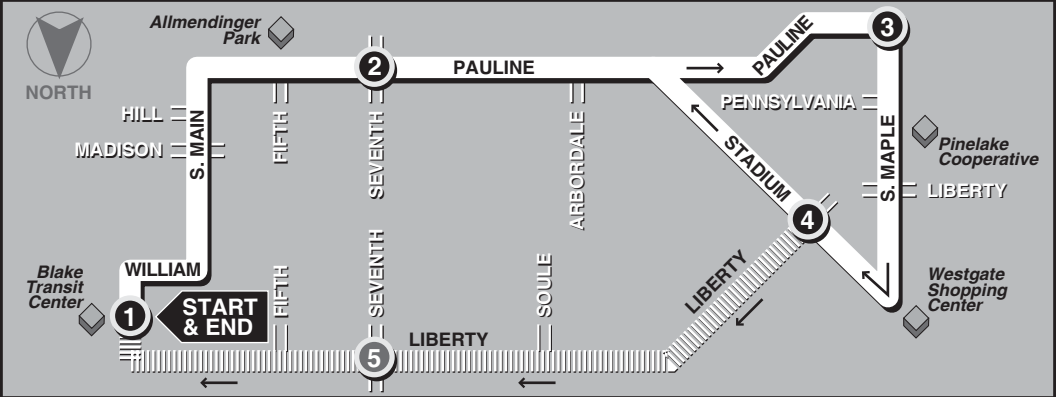 Allmendinger
Park
NORTH
HILL
MADISON
S. MAIN
FIFTH
2
SEVENTH
PAULINE
ARBORDALE
PAULINE
3
PENNSYLVANIA
S. MAPLE
Pinelake
Cooperative
LIBERTY
STADIUM
4
Westgate
Shopping
Center
LIBERTY
SOULE
LIBERTY
SEVENTH
5
FIFTH
WILLIAM
Blake
Transit
Center
1
START
& END